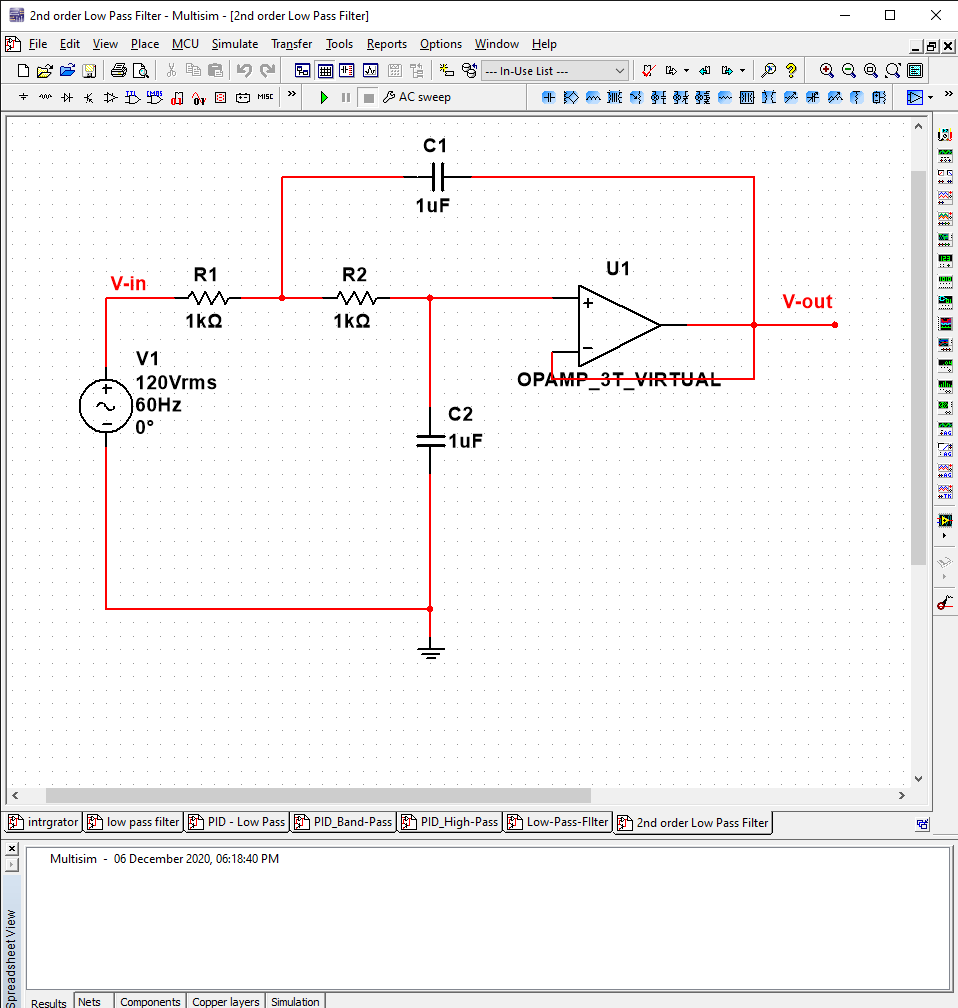 2nd order Low Pass Filter - Multisim - [2nd order Low Pass Filter]
File Edit View Place MCU Simulate Transfer Tools Reports Options Window Help
--- In-Use List ---
MISC
AC sweep
C1
1uF
V-in
R1
1kΩ
R2
1kΩ
U1
V-out
+
−
OPAMP_3T_VIRTUAL
V1
120Vrms
60Hz
0°
C2
1uF
intrgrator low pass filter PID - Low Pass PID_Band-Pass PID_High-Pass Low-Pass-FIlter 2nd order Low Pass Filter
Multisim - 06 December 2020, 06:18:40 PM
Spreadsheet View
Results Nets Components Copper layers Simulation